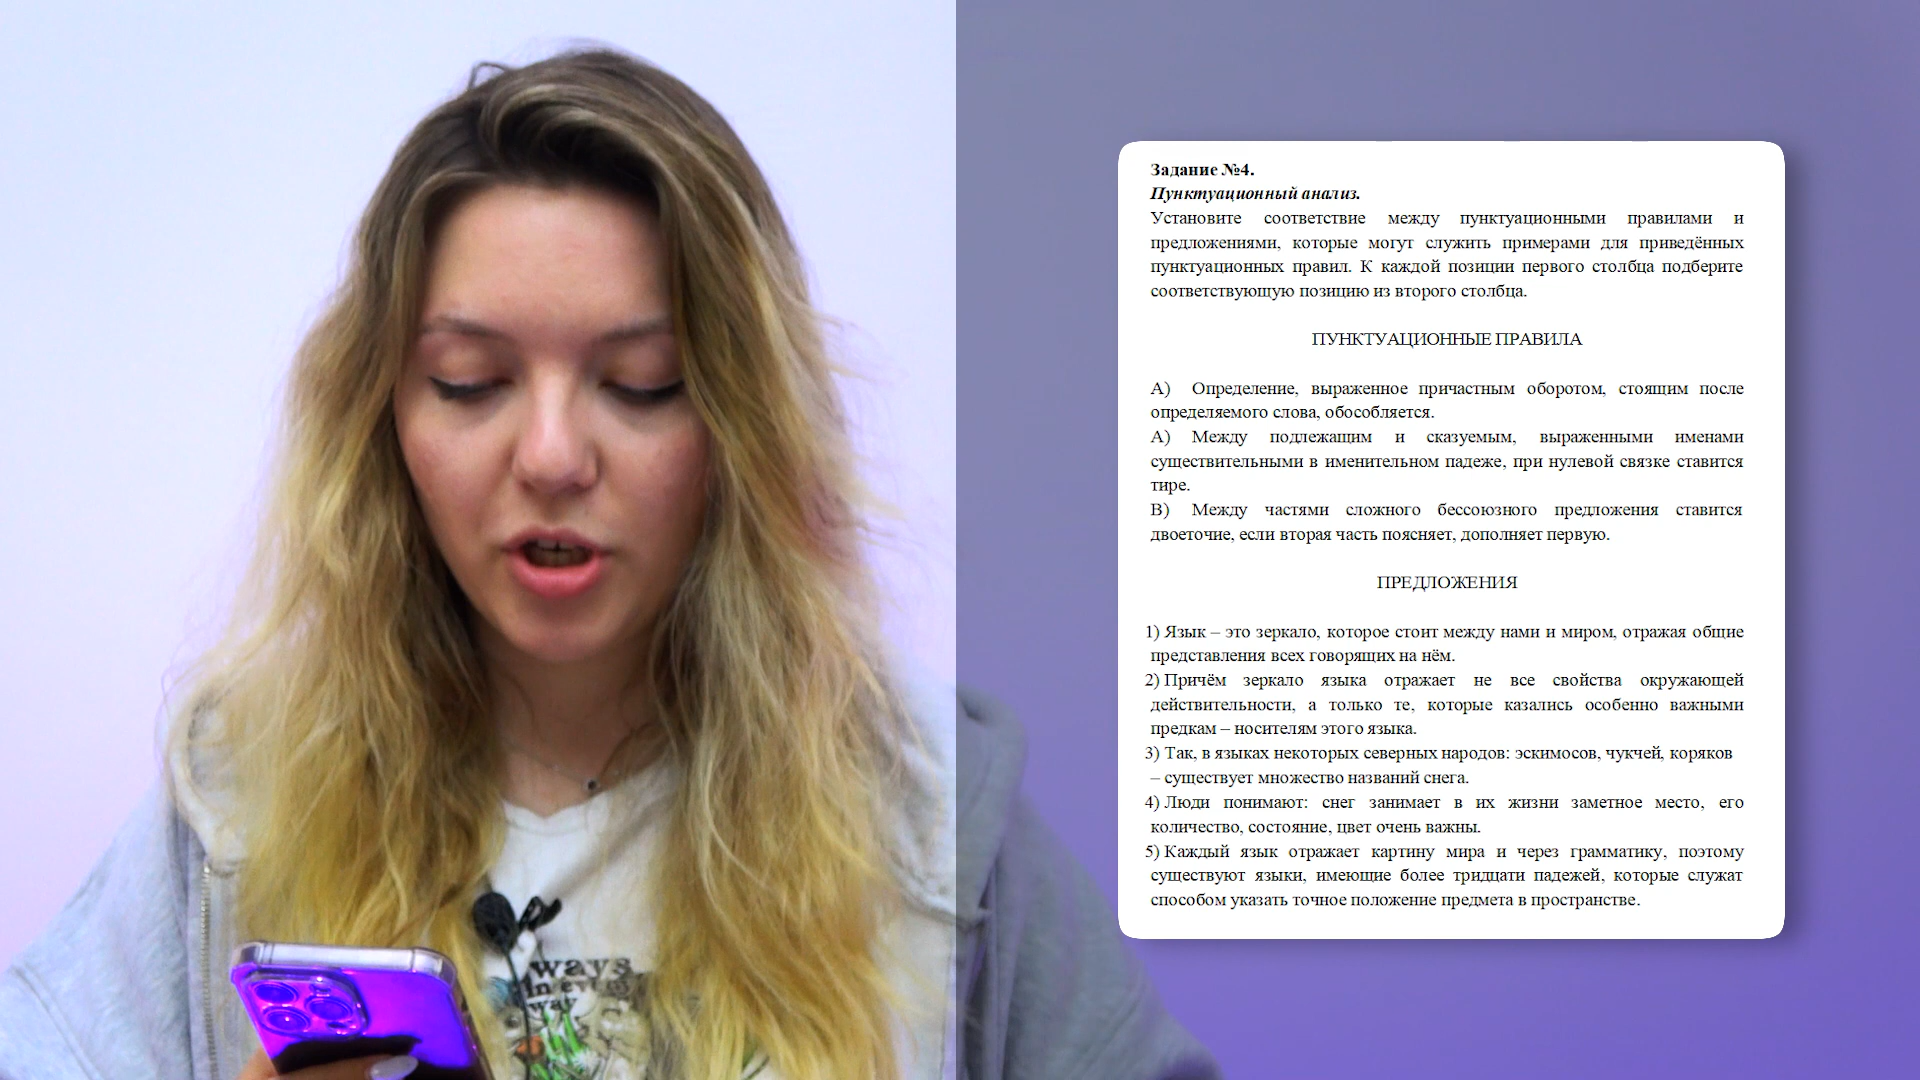 Задание №4.
Пунктуационный анализ.
Установите соответствие между пунктуационными правилами и
предложениями, которые могут служить примерами для приведённых
пунктуационных правил. К каждой позиции первого столбца подберите
соответствующую позицию из второго столбца.
ПУНКТУАЦИОННЫЕ ПРАВИЛА
А) Определение, выраженное причастным оборотом, стоящим после
определяемого слова, обособляется.
А) Между подлежащим и сказуемым, выраженными именами
существительными в именительном падеже, при нулевой связке ставится
тире.
В) Между частями сложного бессоюзного предложения ставится
двоеточие, если вторая часть поясняет, дополняет первую.
ПРЕДЛОЖЕНИЯ
1) Язык – это зеркало, которое стоит между нами и миром, отражая общие
представления всех говорящих на нём.
2) Причём зеркало языка отражает не все свойства окружающей
действительности, а только те, которые казались особенно важными
предкам – носителям этого языка.
3) Так, в языках некоторых северных народов: эскимосов, чукчей, коряков
– существует множество названий снега.
4) Люди понимают: снег занимает в их жизни заметное место, его
количество, состояние, цвет очень важны.
5) Каждый язык отражает картину мира и через грамматику, поэтому
существуют языки, имеющие более тридцати падежей, которые служат
способом указать точное положение предмета в пространстве.
ways
in every
way